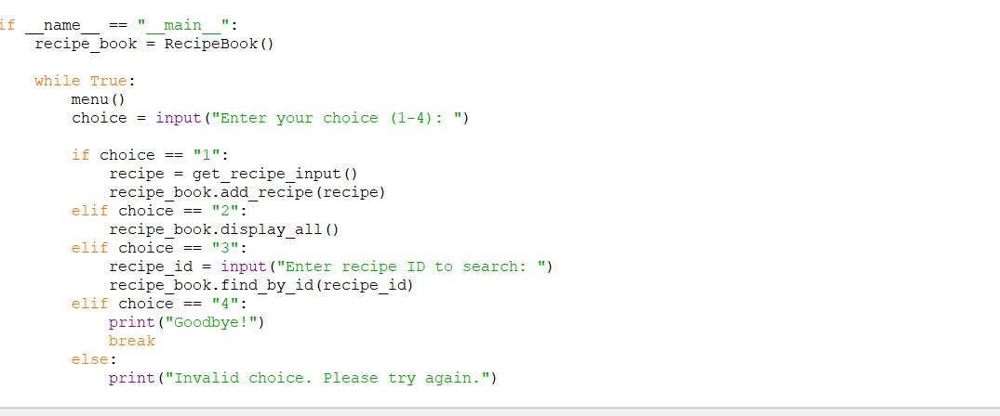 if __name__ == "__main__":
    recipe_book = RecipeBook()

    while True:
        menu()
        choice = input("Enter your choice (1-4): ")

        if choice == "1":
            recipe = get_recipe_input()
            recipe_book.add_recipe(recipe)
        elif choice == "2":
            recipe_book.display_all()
        elif choice == "3":
            recipe_id = input("Enter recipe ID to search: ")
            recipe_book.find_by_id(recipe_id)
        elif choice == "4":
            print("Goodbye!")
            break
        else:
            print("Invalid choice. Please try again.")